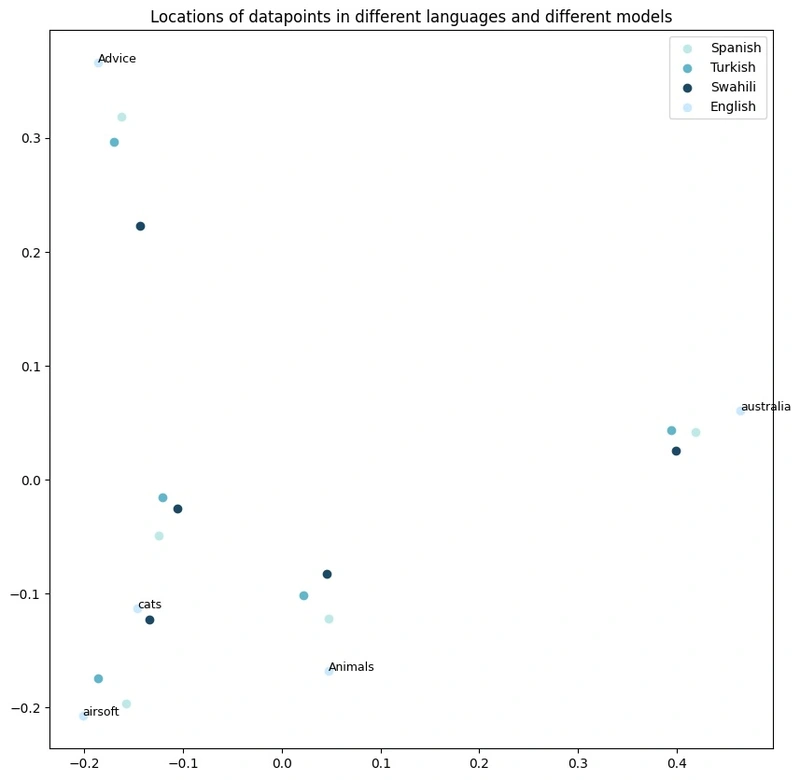 Locations of datapoints in different languages and different models
Spanish
Turkish
Swahili
English
Advice
australia
cats
Animals
airsoft
0.3
0.2
0.1
0.0
−0.1
−0.2
−0.2 −0.1 0.0 0.1 0.2 0.3 0.4